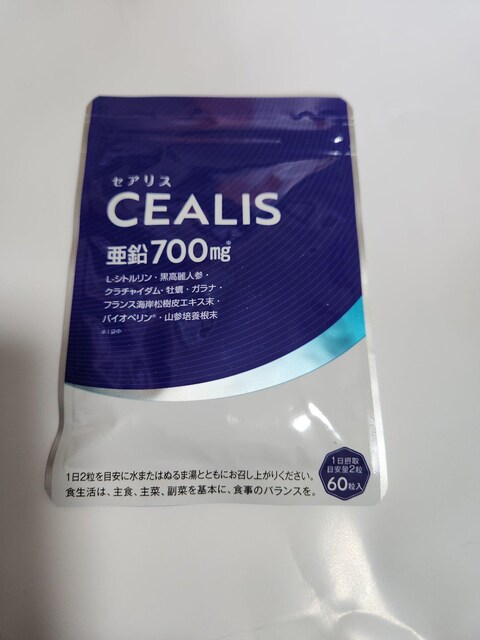 セアリス
CEALIS
亜鉛700mg※
L-シトルリン・黒高麗人参・
クラチャイダム・牡蠣・ガラナ・
フランス海岸松樹皮エキス末・
バイオペリン®・山参培養根末
※1袋中
1日2粒を目安に水またはぬるま湯とともにお召し上がりください。
食生活は、主食、主菜、副菜を基本に、食事のバランスを。
1日摂取
目安量2粒
60粒入